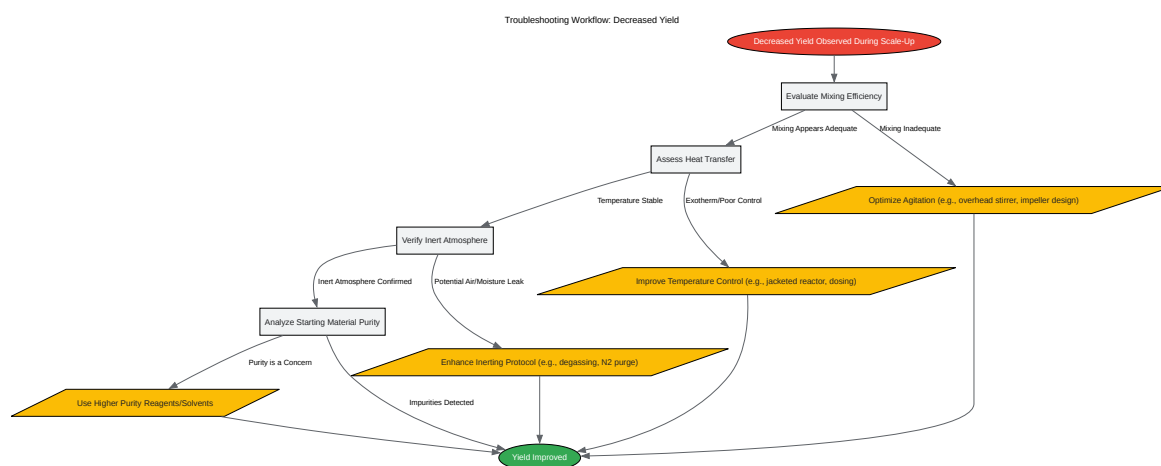 Troubleshooting Workflow: Decreased Yield
Decreased Yield Observed During Scale-Up
Evaluate Mixing Efficiency
Mixing Appears Adequate
Mixing Inadequate
Assess Heat Transfer
Temperature Stable
Exotherm/Poor Control
Optimize Agitation (e.g., overhead stirrer, impeller design)
Verify Inert Atmosphere
Inert Atmosphere Confirmed
Potential Air/Moisture Leak
Improve Temperature Control (e.g., jacketed reactor, dosing)
Analyze Starting Material Purity
Purity is a Concern
Enhance Inerting Protocol (e.g., degassing, N2 purge)
Use Higher Purity Reagents/Solvents
Impurities Detected
Yield Improved